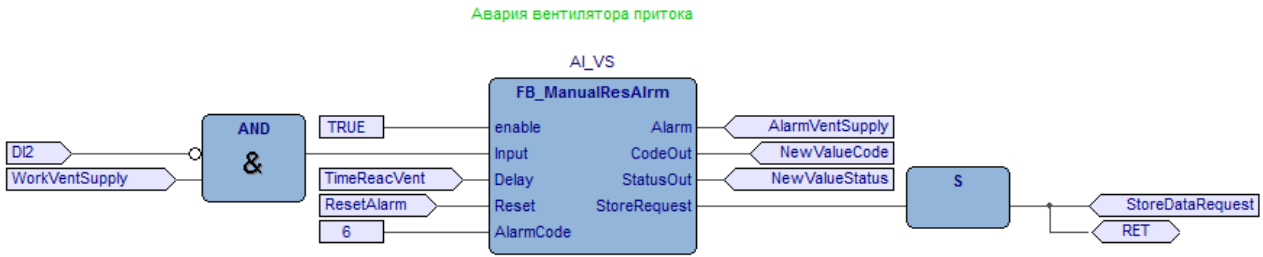 Авария вентилятора притока
AI_VS
FB_ManualResAlrm
AND
&
DI2
WorkVentSupply
TRUE
TimeReacVent
ResetAlarm
6
enable
Input
Delay
Reset
AlarmCode
Alarm
CodeOut
StatusOut
StoreRequest
AlarmVentSupply
NewValueCode
NewValueStatus
S
StoreDataRequest
RET